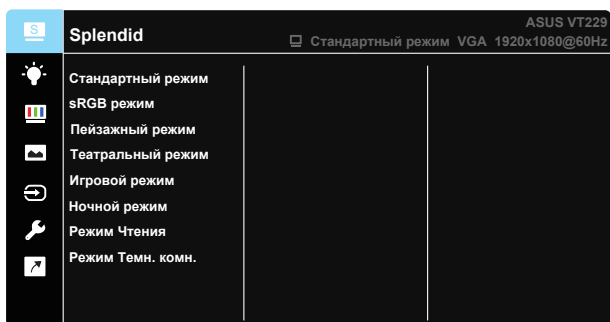 S
Splendid
ASUS VT229
Стандартный режим VGA 1920x1080@60Hz
Стандартный режим
sRGB режим
Пейзажный режим
Театральный режим
Игровой режим
Ночной режим
Режим Чтения
Режим Темн. комн.